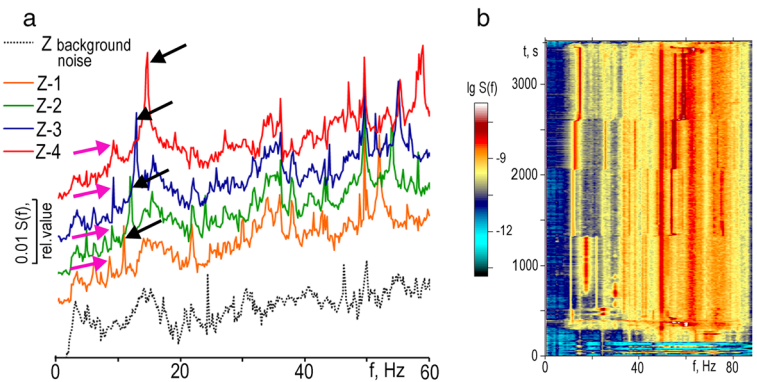 a
Z background
noise
Z-1
Z-2
Z-3
Z-4
0.01 S(f),
rel.value
0
20
40
60
f, Hz
b
lg S(f)
-9
-12
t, s
3000
2000
1000
0
0
40
80
f, Hz